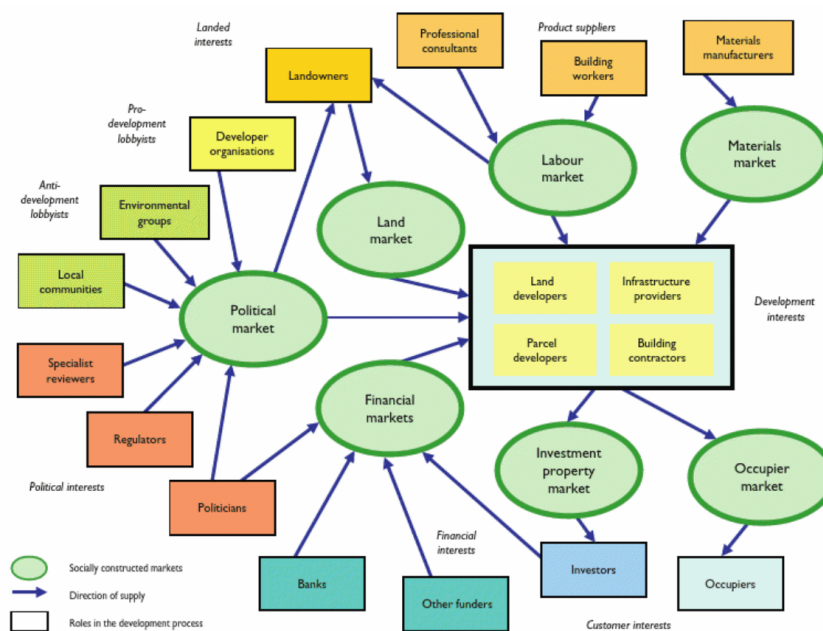 Landed
interests
Professional
consultants
Product suppliers
Materials
manufacturers
Building
workers
Landowners
Pro-
development
lobbyists
Developer
organisations
Labour
market
Materials
market
Anti-
development
lobbyists
Environmental
groups
Land
market
Local
communities
Political
market
Land
developers
Infrastructure
providers
Development
interests
Parcel
developers
Building
contractors
Specialist
reviewers
Financial
markets
Regulators
Investment
property
market
Occupier
market
Political interests
Politicians
Financial
interests
Socially constructed markets
Banks
Investors
Occupiers
Direction of supply
Other funders
Roles in the development process
Customer interests